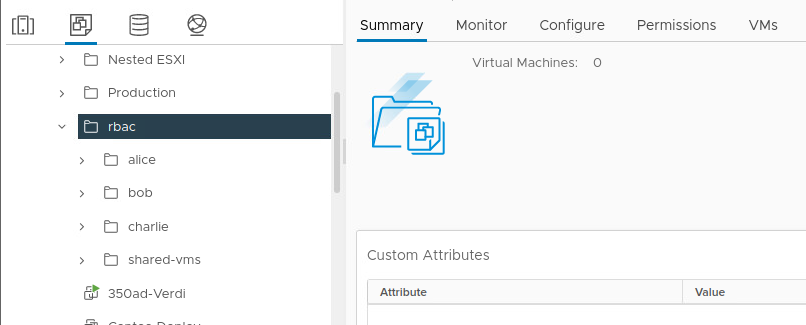 Summary Monitor Configure Permissions VMs
Nested ESXI
Virtual Machines: 0
Production
rbac
alice
bob
charlie
shared-vms
Custom Attributes
350ad-Verdi
Attribute Value